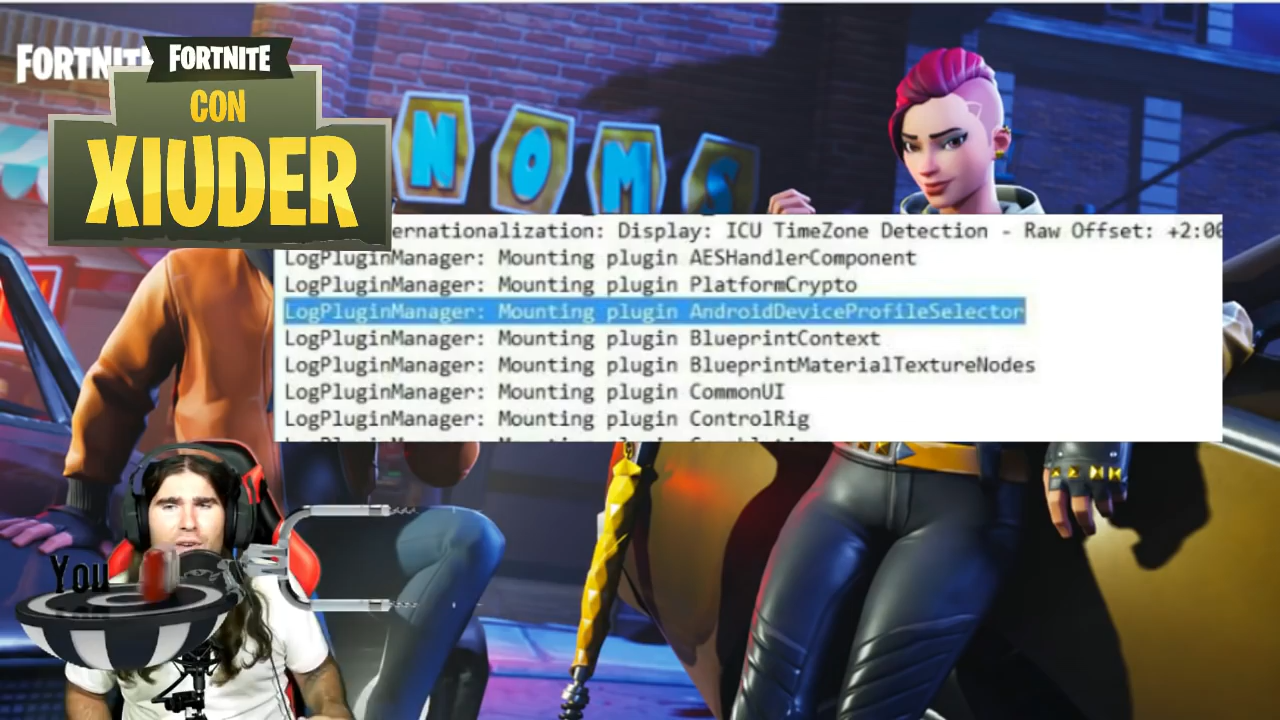 FORTNITE
FORTNITE
CON
XIUDER
NOMS
ernationalization: Display: ICU TimeZone Detection - Raw Offset: +2:00
LogPluginManager: Mounting plugin AESHandlerComponent
LogPluginManager: Mounting plugin PlatformCrypto
LogPluginManager: Mounting plugin AndroidDeviceProfileSelector
LogPluginManager: Mounting plugin BlueprintContext
LogPluginManager: Mounting plugin BlueprintMaterialTextureNodes
LogPluginManager: Mounting plugin CommonUI
LogPluginManager: Mounting plugin ControlRig
You